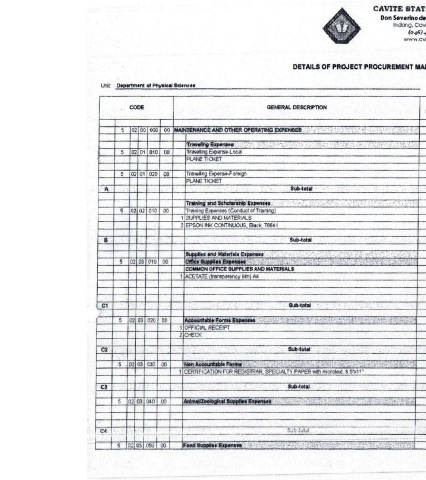 CAVITE STAT
Don Severino de
Indang, Cav
(046) 4
www.cv
DETAILS OF PROJECT PROCUREMENT MA
Unit: Department of Physical Sciences
CODE GENERAL DESCRIPTION
5 02 00 000 00 MAINTENANCE AND OTHER OPERATING EXPENSES
Traveling Expenses
5 02 01 010 00 Traveling Expense-Local
PLANE TICKET
5 02 01 020 00 Traveling Expense-Foreign
PLANE TICKET
A Sub-total
Training and Scholarship Expenses
5 02 02 010 00 Training Expenses (Conduct of Training)
1 SUPPLIES AND MATERIALS
2 EPSON INK CONTINUOUS, Black, T6641
B Sub-total
Supplies and Materials Expenses
5 02 03 010 00 Office Supplies Expenses
COMMON OFFICE SUPPLIES AND MATERIALS
1 ACETATE (transparency film) A4
C1 Sub-total
5 02 03 020 00 Accountable Forms Expenses
1 OFFICIAL RECEIPT
2 CHECK
C2 Sub-total
5 02 03 030 00 Non Accountable Forms
1 CERTIFICATION FOR REGISTRAR, SPECIALTY PAPER with microtext, 8.5"x11"
C3 Sub-total
5 02 03 040 00 Animal/Zoological Supplies Expenses
C4 Sub-total
5 02 03 050 00 Food Supplies Expenses